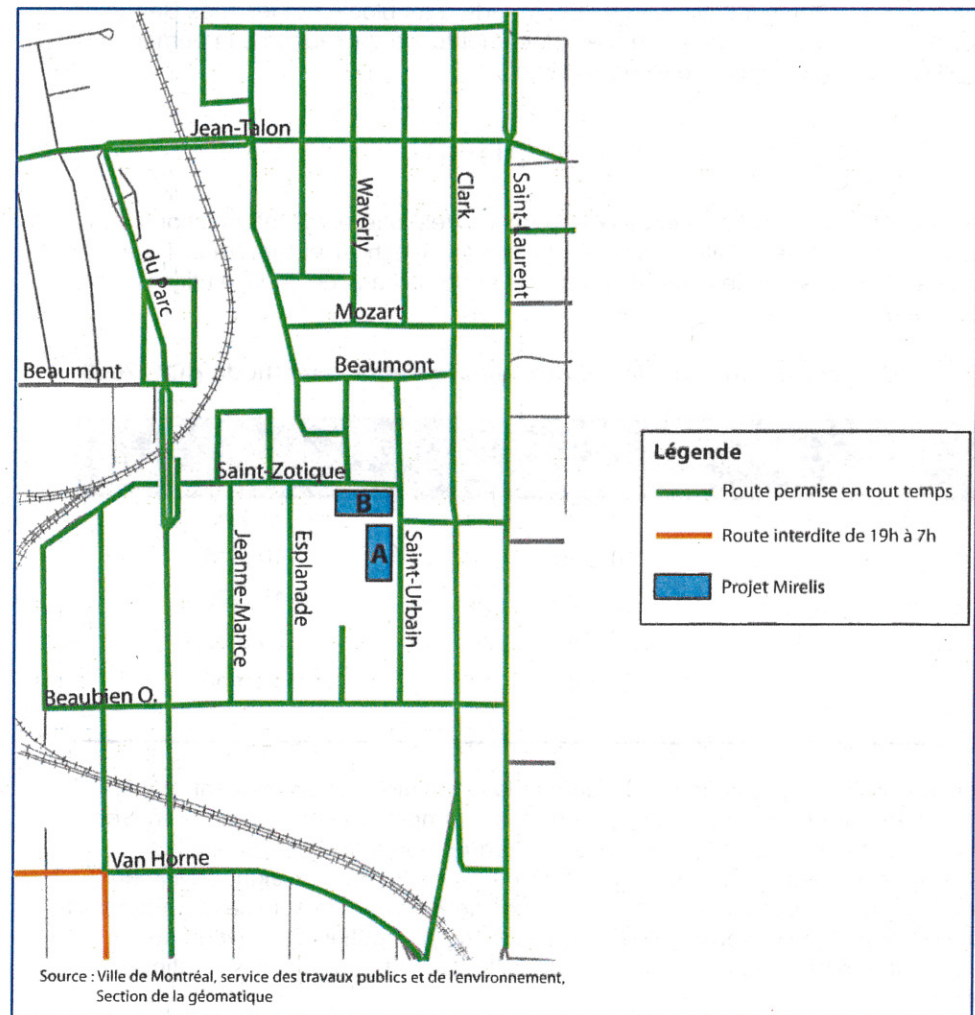 Jean-Talon
Waverly
Clark
Saint-Laurent
du Parc
Mozart
Beaumont
Beaumont
Saint-Zotique
B
A
Jeanne-Mance
Esplanade
Saint-Urbain
Beaubien O.
Van Horne
Légende
Route permise en tout temps
Route interdite de 19h à 7h
Projet Mirelis
Source : Ville de Montréal, service des travaux publics et de l'environnement,
Section de la géomatique